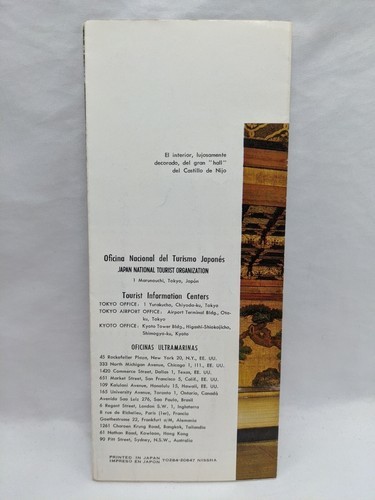 El interior, lujosamente
decorado, del gran "hall"
del Castillo de Nijo
Oficina Nacional del Turismo Japonés
JAPAN NATIONAL TOURIST ORGANIZATION
1 Marunouchi, Tokyo, Japón
Tourist Information Centers
TOKYO OFFICE: 1 Yurakucho, Chiyoda-ku, Tokyo
TOKYO AIRPORT OFFICE: Airport Terminal Bldg., Ota-
ku, Tokyo
KYOTO OFFICE: Kyoto Tower Bldg., Higashi-Shiokojicho,
Shimogyo-ku, Kyoto
OFICINAS ULTRAMARINAS
45 Rockefeller Plaza, New York 20, N.Y., EE. UU.
333 North Michigan Avenue, Chicago 1, Ill., EE. UU.
1420 Commerce Street, Dallas 1, Texas, EE. UU.
651 Market Street, San Francisco 5, Calif., EE. UU.
109 Kaiulani Avenue, Honolulu 15, Hawaii, EE. UU.
165 University Avenue, Toronto 1, Ontario, Canadá
Avenida Sao Luiz 276, Sao Paulo, Brasil
6 Regent Street, London S.W. 1, Inglaterra
8 rue de Richelieu, Paris (1er), Francia
Goethestrasse 22, Frankfurt a/M, Alemania
1261 Charoen Krung Road, Bangkok, Tailandia
61 Nathan Road, Kowloon, Hong Kong
90 Pitt Street, Sydney, N.S.W., Australia
PRINTED IN JAPAN
IMPRESO EN JAPON
NISSHA